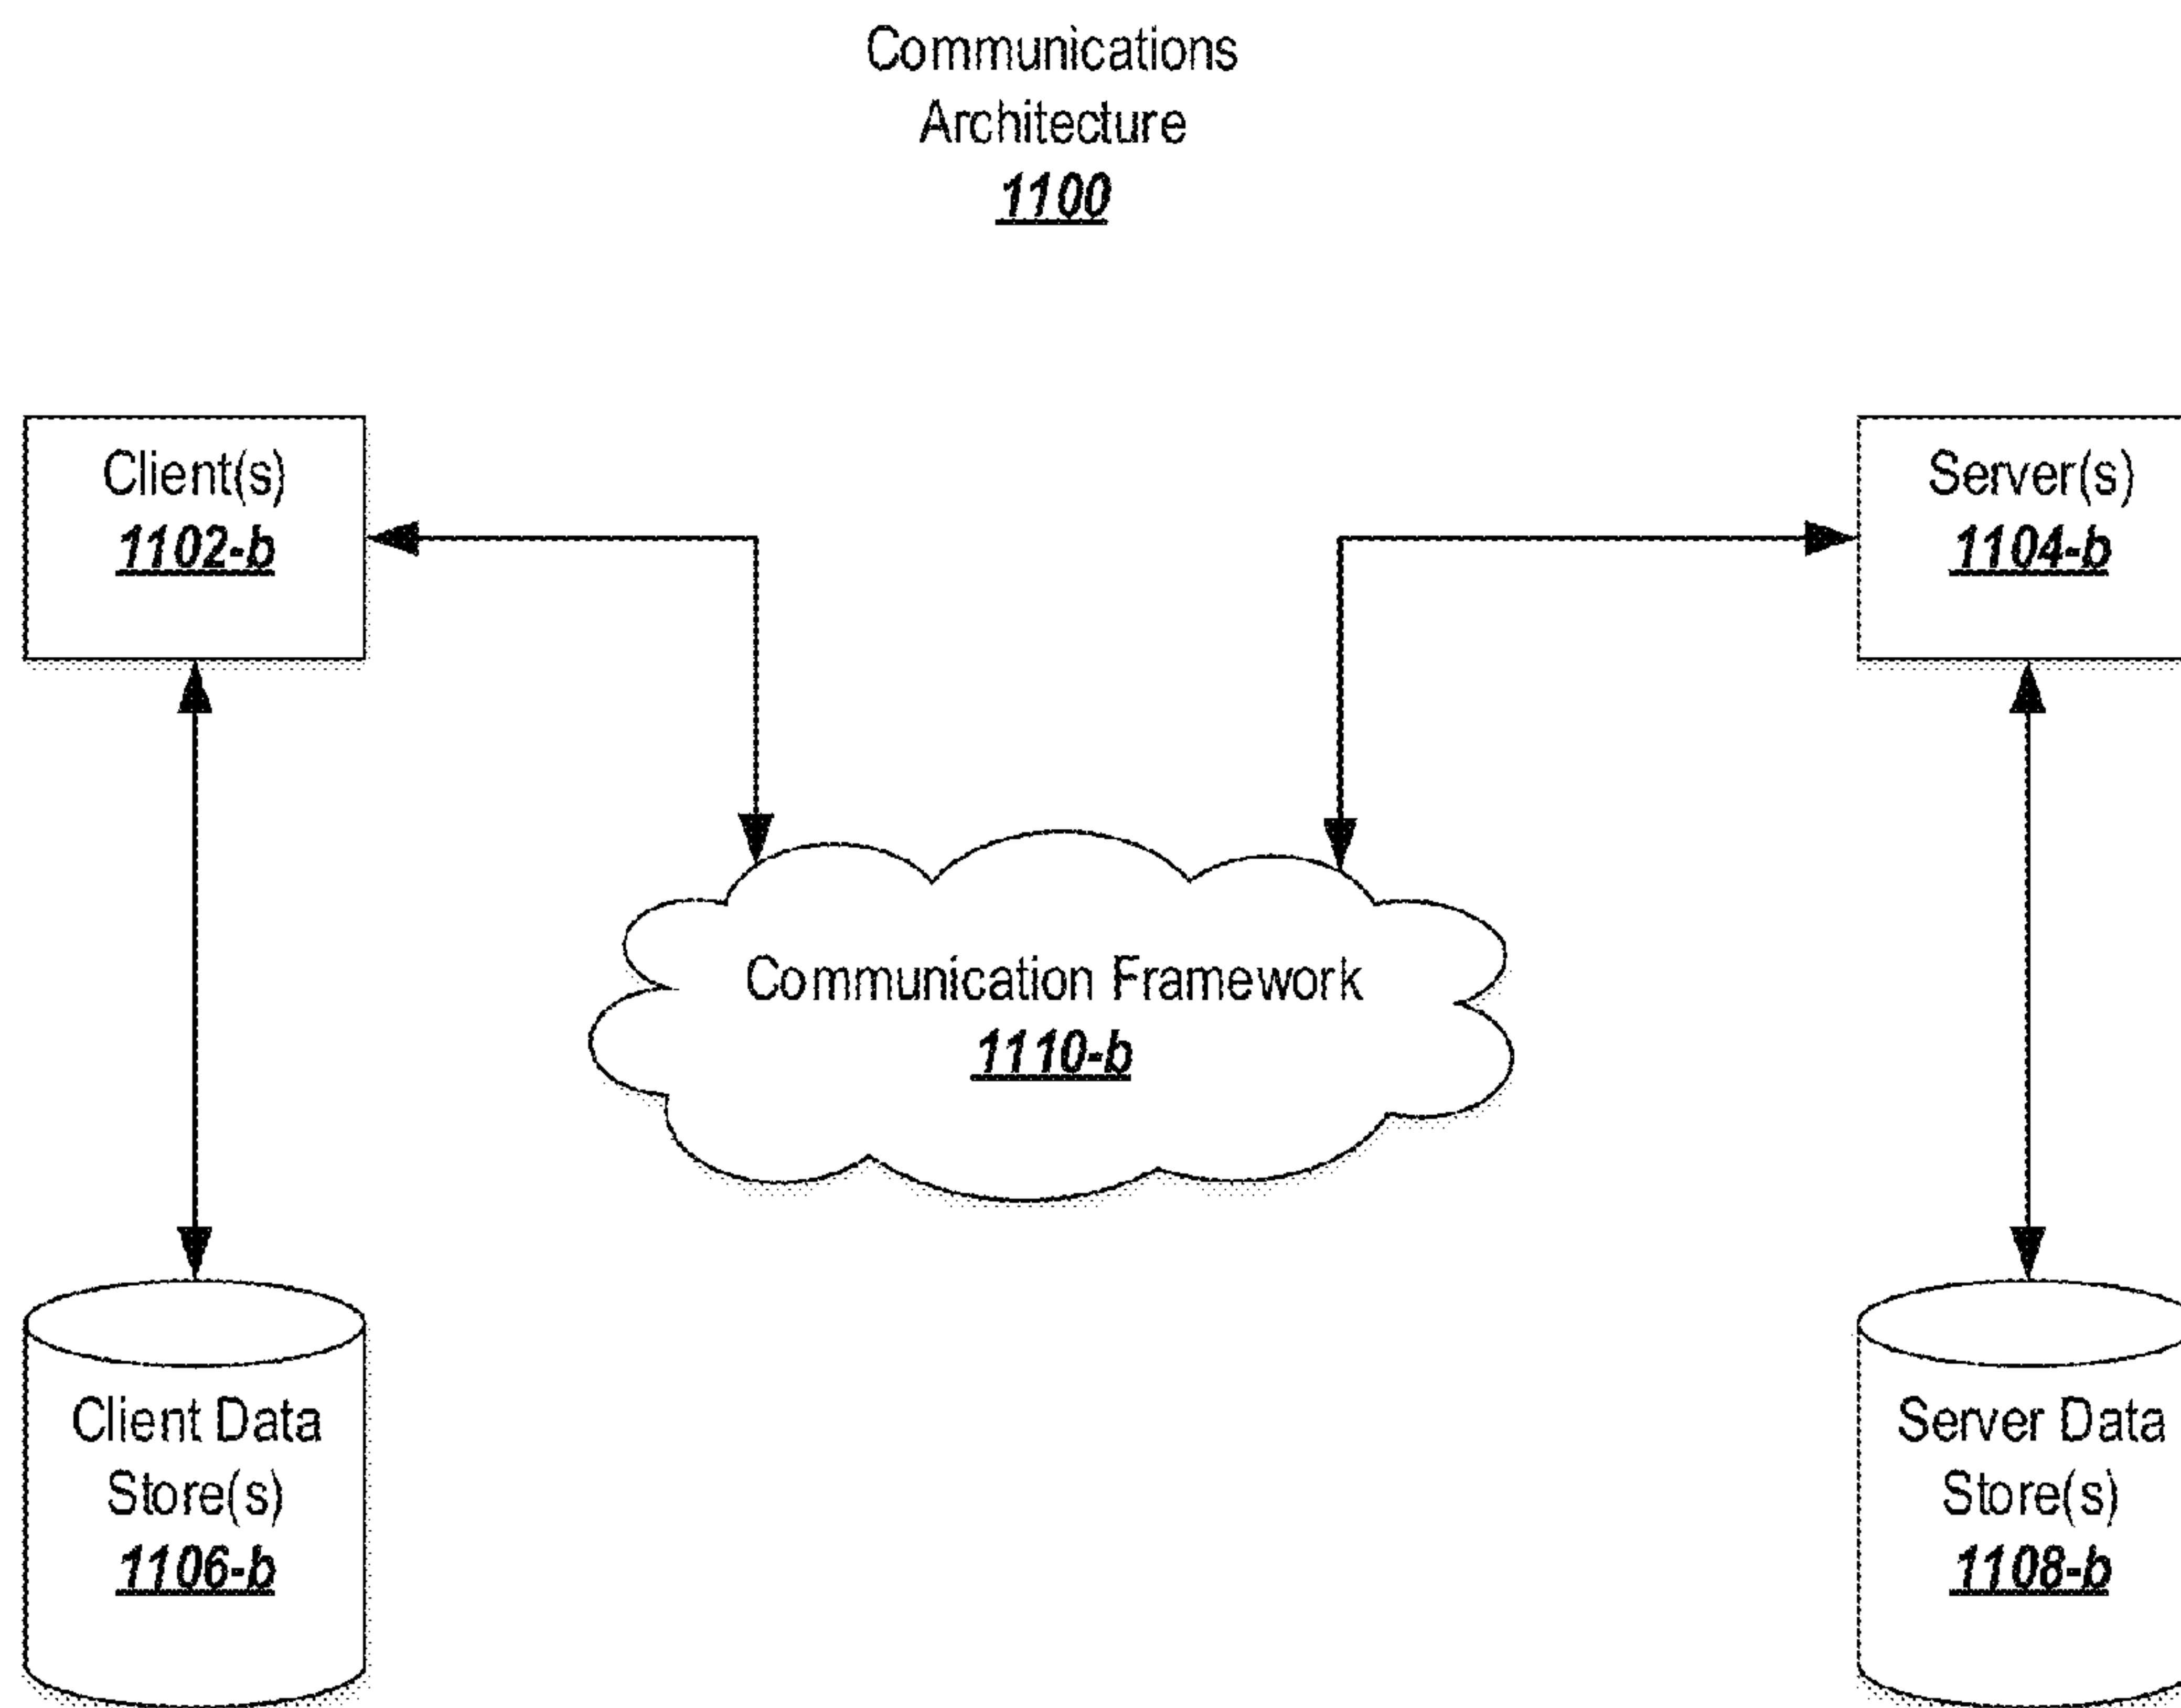 Communications
Architecture
1100
Client(s)
1102-b
Server(s)
1104-b
Communication Framework
1110-b
Client Data
Store(s)
1106-b
Server Data
Store(s)
1108-b